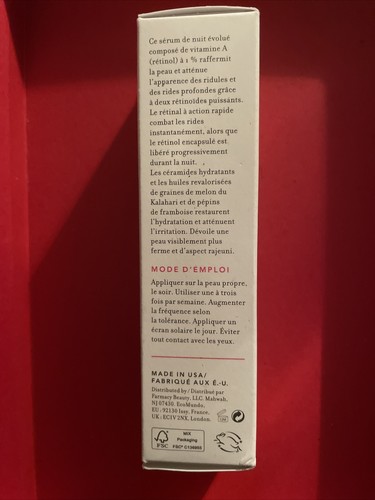 Ce sérum de nuit évolué
composé de vitamine A
(rétinol) à 1 % raffermit
la peau et atténue
l'apparence des ridules et
des rides profondes grâce
à deux rétinoïdes puissants.
Le rétinal à action rapide
combat les rides
instantanément, alors que
le rétinol encapsulé est
libéré progressivement
durant la nuit.
Les céramides hydratants
et les huiles revalorisées
de graines de melon du
Kalahari et de pépins
de framboise restaurent
l'hydratation et atténuent
l'irritation. Dévoile une
peau visiblement plus
ferme et d'aspect rajeuni.
MODE D'EMPLOI
Appliquer sur la peau propre,
le soir. Utiliser une à trois
fois par semaine. Augmenter
la fréquence selon
la tolérance. Appliquer un
écran solaire le jour. Éviter
tout contact avec les yeux.
MADE IN USA/
FABRIQUÉ AUX É.-U.
Distributed by / Distribué par
Farmacy Beauty, LLC. Mahwah,
NJ 07430. EcoMundo,
EU : 92130 Issy, France.
UK : EC1V 2NX, London.
MIX
Packaging
FSC